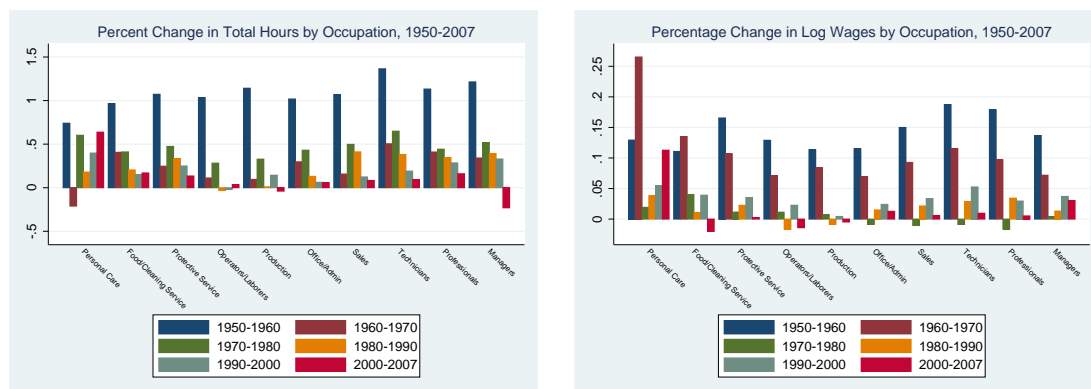 Percent Change in Total Hours by Occupation, 1950-2007
1.5
1
.5
0
-.5
Personal Care
Food/Cleaning Service
Protective Service
Operators/Laborers
Production
Office/Admin
Sales
Technicians
Professionals
Managers
1950-1960 1960-1970
1970-1980 1980-1990
1990-2000 2000-2007
Percentage Change in Log Wages by Occupation, 1950-2007
.25
.2
.15
.1
.05
0
Personal Care
Food/Cleaning Service
Protective Service
Operators/Laborers
Production
Office/Admin
Sales
Technicians
Professionals
Managers
1950-1960 1960-1970
1970-1980 1980-1990
1990-2000 2000-2007